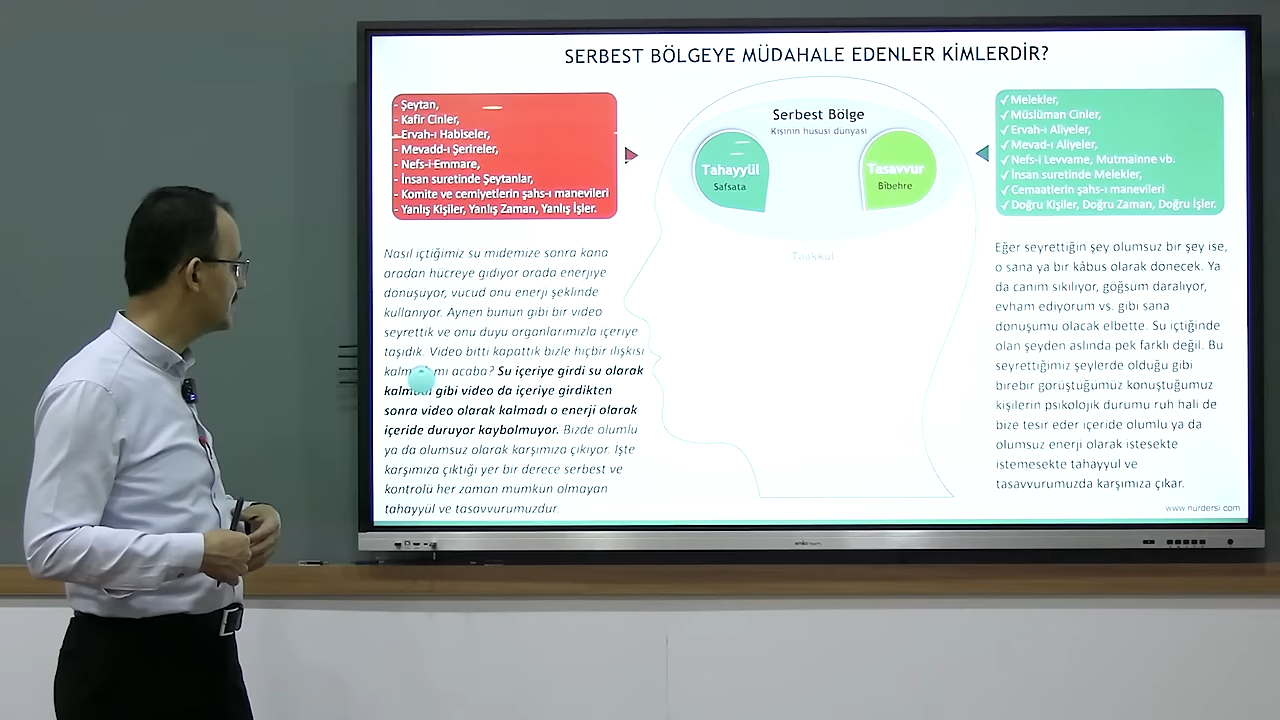 SERBEST BÖLGEYE MÜDAHALE EDENLER KİMLERDİR?
- Şeytan,
- Kafir Cinler,
- Ervah-ı Habiseler,
- Mevadd-ı Şerireler,
- Nefs-i Emmare,
- İnsan suretinde Şeytanlar,
- Komite ve cemiyetlerin şahs-ı manevileri
- Yanlış Kişiler, Yanlış Zaman, Yanlış İşler.
Nasıl içtiğimiz su midemize sonra kana
oradan hücreye gidiyor orada enerjiye
dönüşüyor, vücud onu enerji şeklinde
kullanıyor. Aynen bunun gibi bir video
seyrettik ve onu duyu organlarımızla içeriye
taşıdık. Video bitti kapattık bizle hiçbir ilişkisi
mı acaba? Su içeriye girdi su olarak
gibi video da içeriye girdikten
sonra video olarak kalmadı o enerji olarak
içeride duruyor kaybolmuyor. Bizde olumlu
ya da olumsuz olarak karşımıza çıkıyor. İşte
karşımıza çıktığı yer bir derece serbest ve
kontrolü her zaman mümkün olmayan
tahayyül ve tasavvurumuzdur.
Serbest Bölge
Kişinin hususi dünyası
Tahayyül
Safsata
Tasavvur
Bîbehre
Taakkul
✓ Melekler,
✓ Müslüman Cinler,
✓ Ervah-ı Aliyeler,
✓ Mevad-ı Aliyeler,
✓ Nefs-i Levvame, Mutmainne vb.
✓ İnsan suretinde Melekler,
✓ Cemaatlerin şahs-ı manevileri
✓ Doğru Kişiler, Doğru Zaman, Doğru İşler.
Eğer seyrettiğin şey olumsuz bir şey ise,
o sana ya bir kâbus olarak dönecek. Ya
da canım sıkılıyor, göğsüm daralıyor,
evham ediyorum vs. gibi sana
dönüşümü olacak elbette. Su içtiğinde
olan şeyden aslında pek farklı değil. Bu
seyrettiğimiz şeylerde olduğu gibi
birebir görüştüğümüz konuştuğumuz
kişilerin psikolojik durumu ruh hali de
bize tesir eder içeride olumlu ya da
olumsuz enerji olarak istesekte
istemesekte tahayyül ve
tasavvurumuzda karşımıza çıkar.
www.nurdersi.com